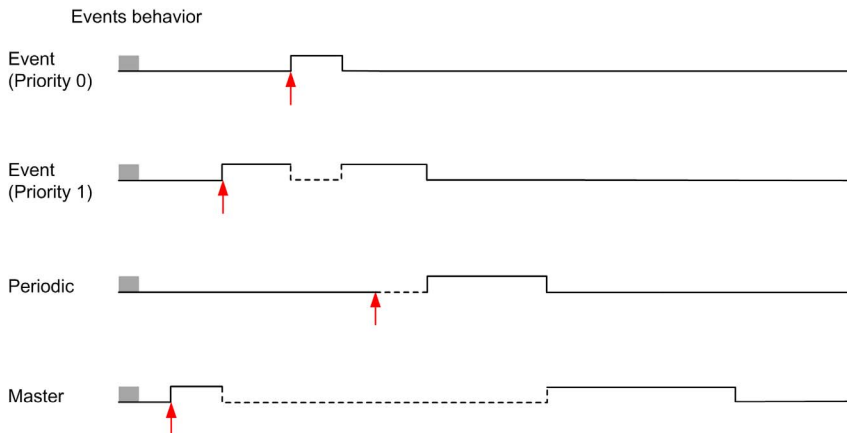 Events behavior
Event
(Priority 0)
Event
(Priority 1)
Periodic
Master